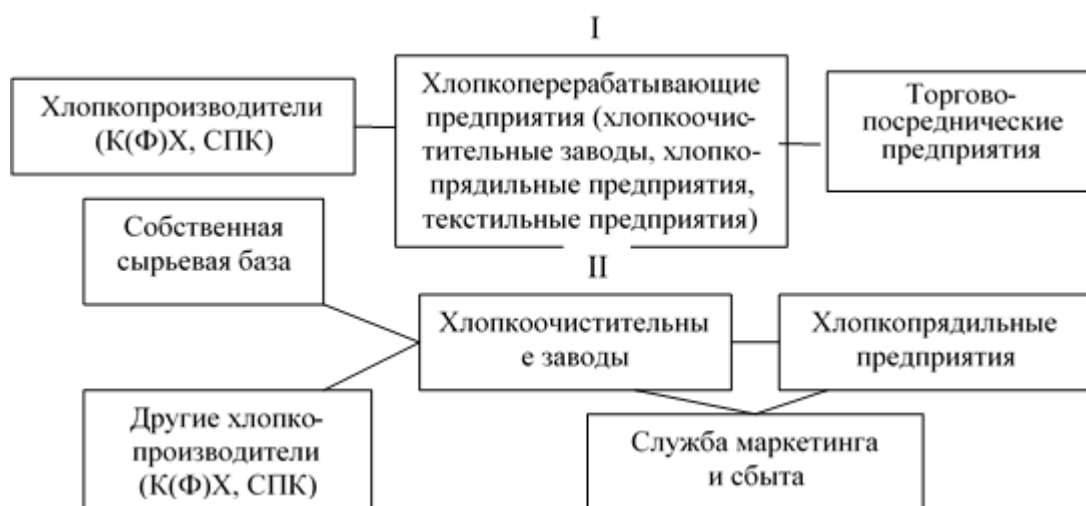 I
Хлопкопроизводители
(К(Ф)Х, СПК)
Хлопкоперерабатывающие
предприятия (хлопкоочис-
тительные заводы, хлопко-
прядильные предприятия,
текстильные предприятия)
Торгово-
посреднические
предприятия
II
Собственная
сырьевая база
Хлопкоочистительны
е заводы
Хлопкопрядильные
предприятия
Другие хлопко-
производители
(К(Ф)Х, СПК)
Служба маркетинга
и сбыта